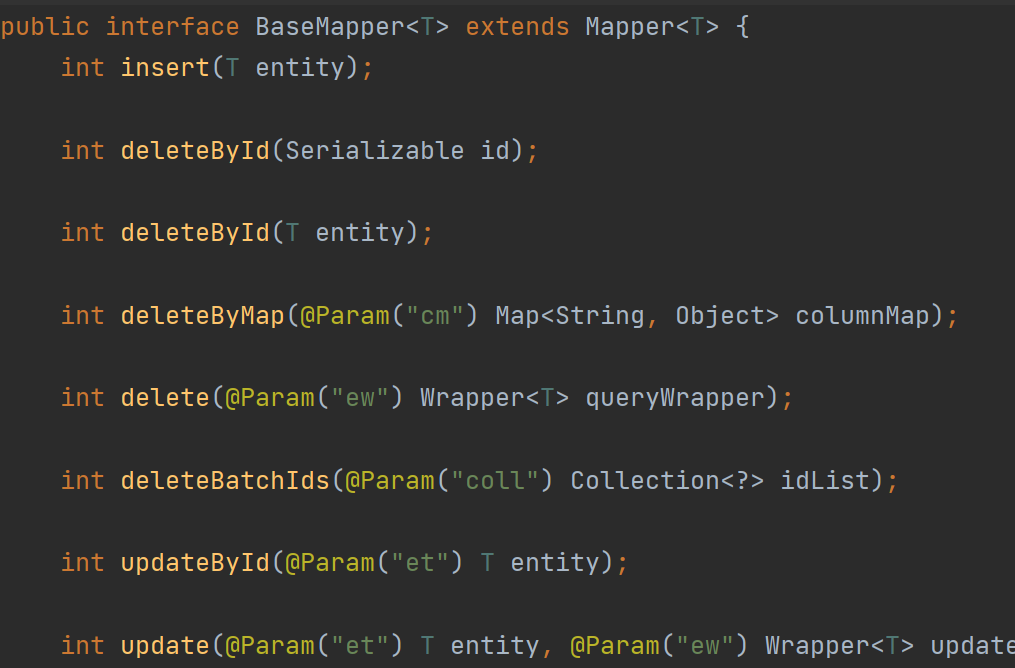 public interface BaseMapper<T> extends Mapper<T> {
int insert(T entity);
int deleteById(Serializable id);
int deleteById(T entity);
int deleteByMap(@Param("cm") Map<String, Object> columnMap);
int delete(@Param("ew") Wrapper<T> queryWrapper);
int deleteBatchIds(@Param("coll") Collection<?> idList);
int updateById(@Param("et") T entity);
int update(@Param("et") T entity, @Param("ew") Wrapper<T> update